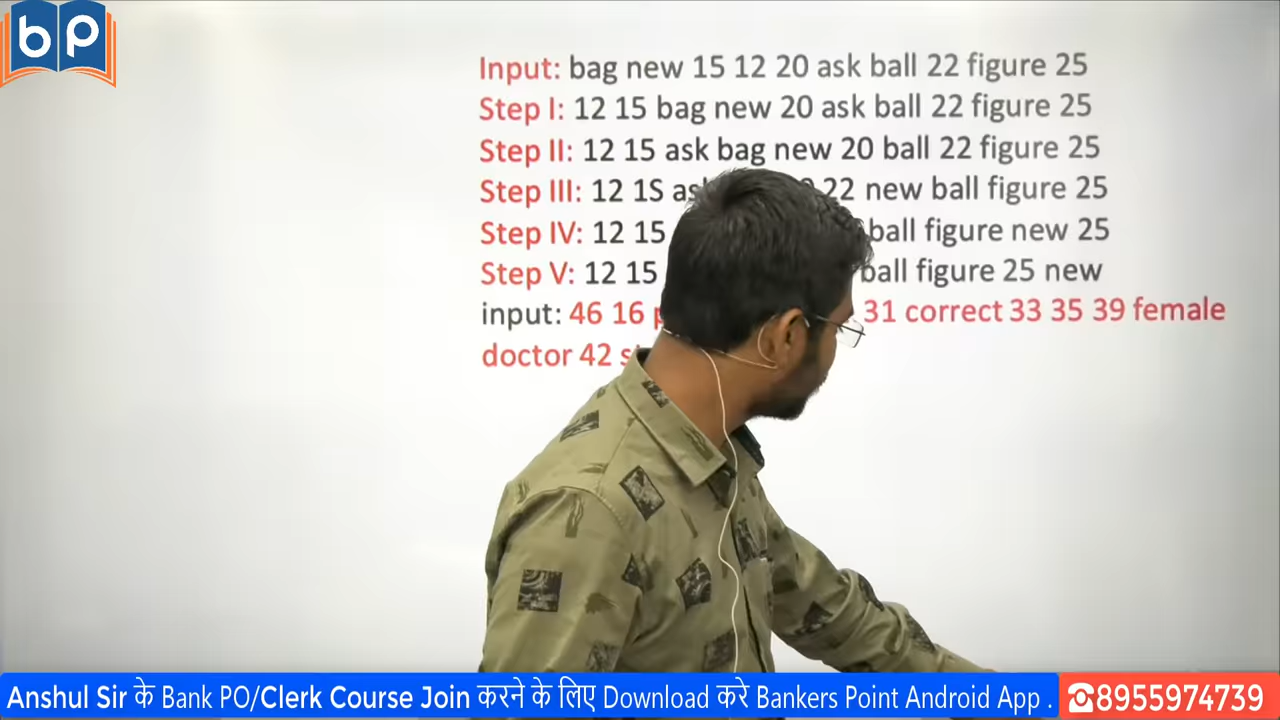 bp
Input: bag new 15 12 20 ask ball 22 figure 25
Step I: 12 15 bag new 20 ask ball 22 figure 25
Step II: 12 15 ask bag new 20 ball 22 figure 25
Step III: 12 1S 22 new ball figure 25
Step IV: 12 15 ball figure new 25
Step V: 12 15 ball figure 25 new
input: 46 16 31 correct 33 35 39 female
doctor 42
Anshul Sir के Bank PO/Clerk Course Join करने के लिए Download करे Bankers Point Android App . ☎8955974739